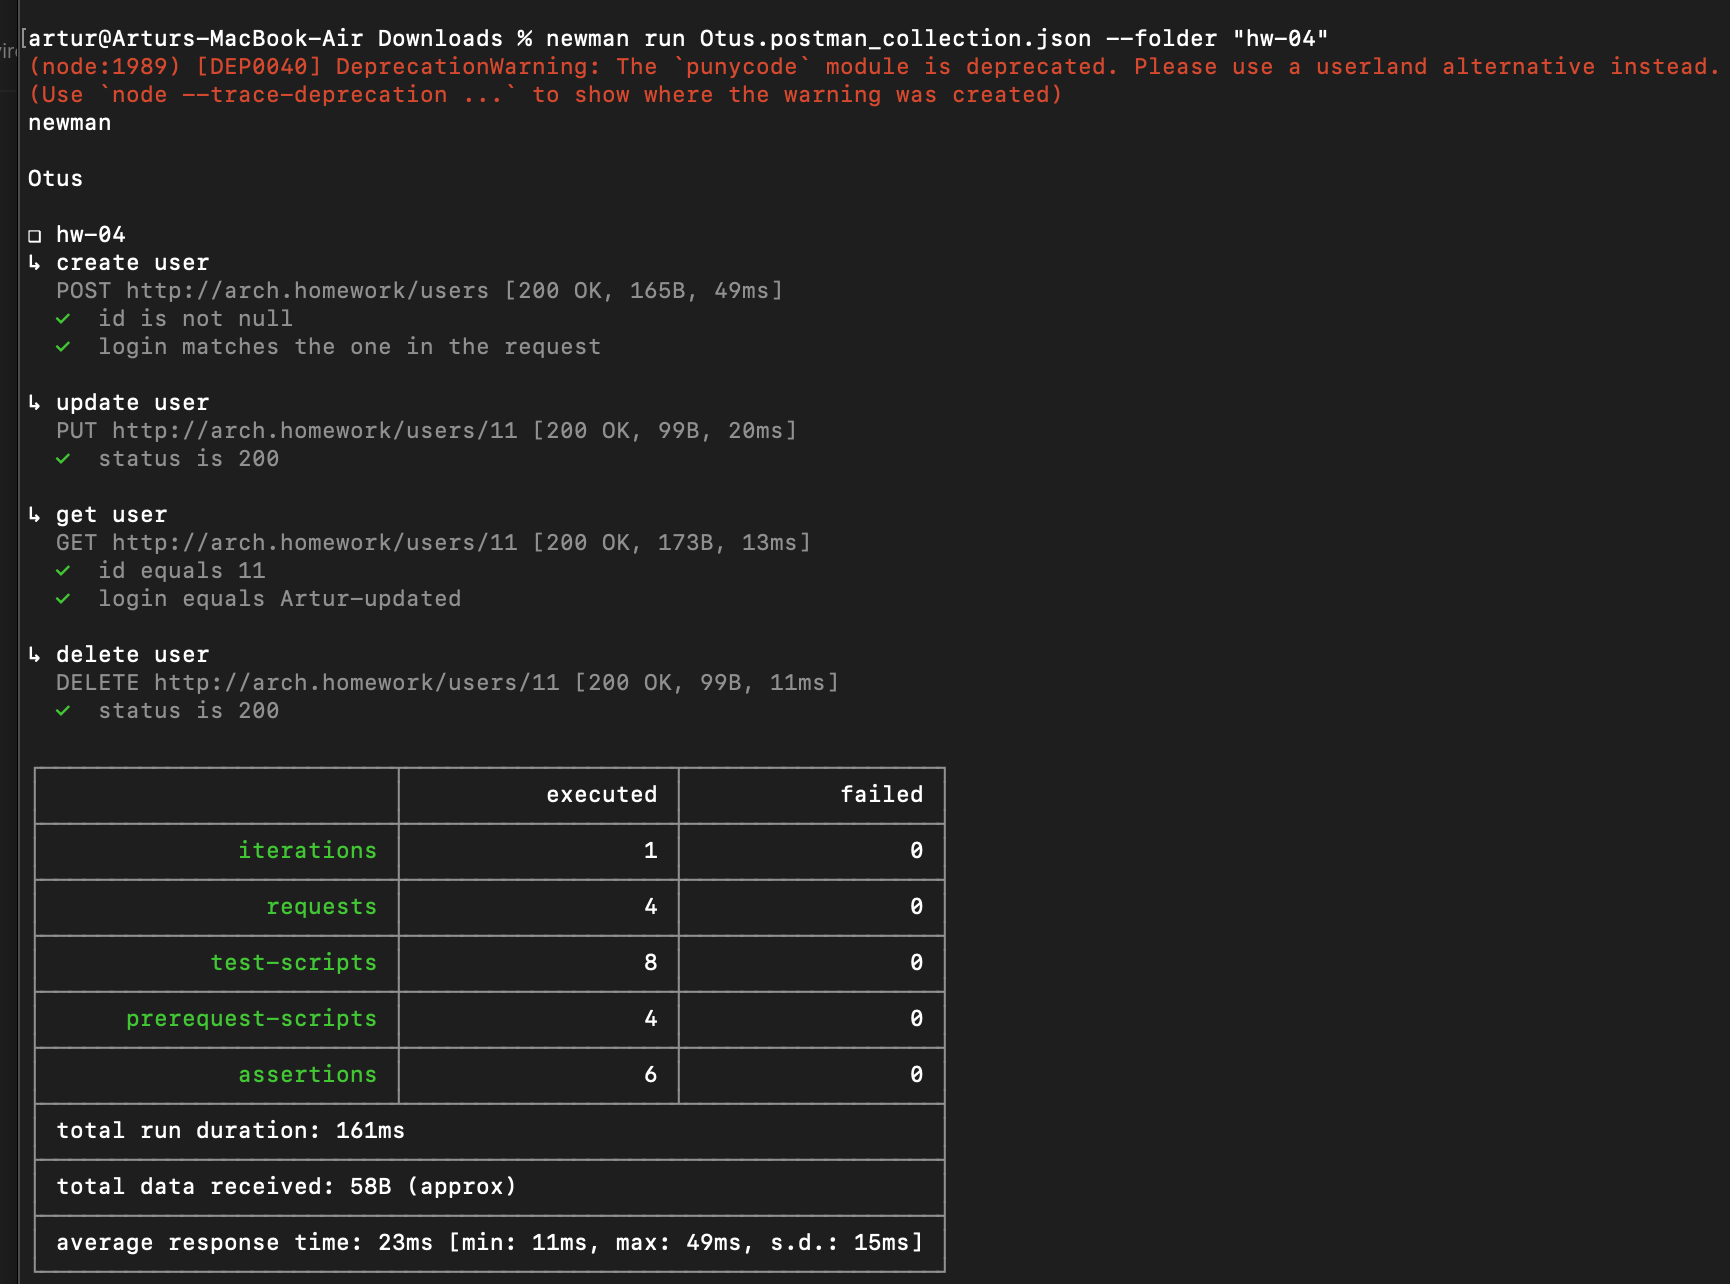 [artur@Arturs-MacBook-Air Downloads % newman run Otus.postman_collection.json --folder "hw-04"
(node:1989) [DEP0040] DeprecationWarning: The `punycode` module is deprecated. Please use a userland alternative instead.
(Use `node --trace-deprecation ...` to show where the warning was created)
newman
Otus
❏ hw-04
↳ create user
POST http://arch.homework/users [200 OK, 165B, 49ms]
✓ id is not null
✓ login matches the one in the request
↳ update user
PUT http://arch.homework/users/11 [200 OK, 99B, 20ms]
✓ status is 200
↳ get user
GET http://arch.homework/users/11 [200 OK, 173B, 13ms]
✓ id equals 11
✓ login equals Artur-updated
↳ delete user
DELETE http://arch.homework/users/11 [200 OK, 99B, 11ms]
✓ status is 200
executed failed
iterations 1 0
requests 4 0
test-scripts 8 0
prerequest-scripts 4 0
assertions 6 0
total run duration: 161ms
total data received: 58B (approx)
average response time: 23ms [min: 11ms, max: 49ms, s.d.: 15ms]